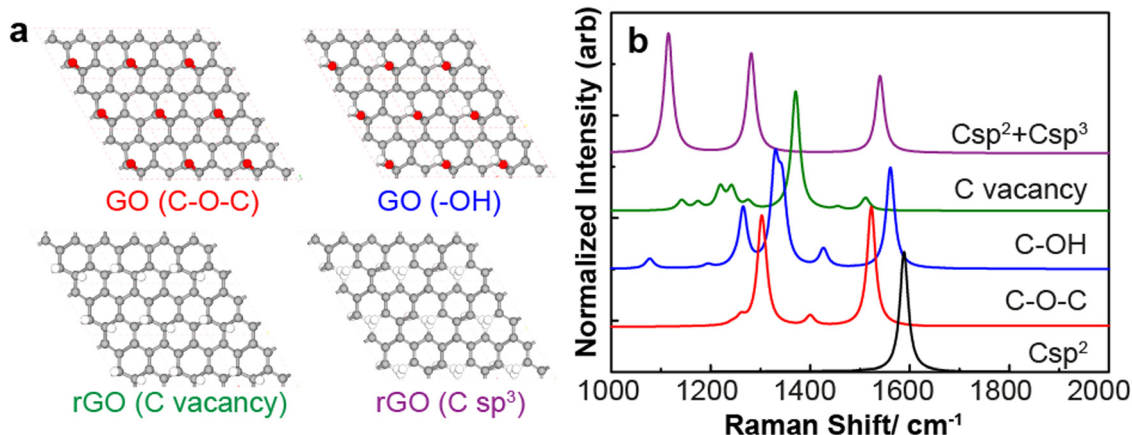 a
GO (C-O-C)
GO (-OH)
rGO (C vacancy)
rGO (C sp³)
b
Normalized Intensity (arb)
Csp²+Csp³
C vacancy
C-OH
C-O-C
Csp²
1000 1200 1400 1600 1800 2000
Raman Shift/ cm⁻¹